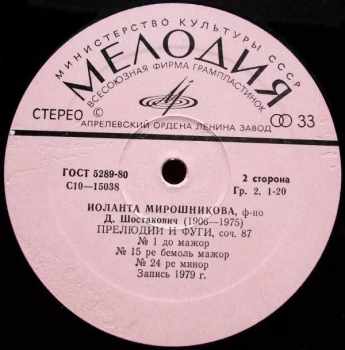 МИНИСТЕРСТВО КУЛЬТУРЫ СССР
МЕЛОДИЯ
ВСЕСОЮЗНАЯ ФИРМА ГРАМПЛАСТИНОК
СТЕРЕО ©
33
АПРЕЛЕВСКИЙ ОРДЕНА ЛЕНИНА ЗАВОД
ГОСТ 5289-80
С10—15038
2 сторона
Гр. 2. 1-20
ИОЛАНТА МИРОШНИКОВА, ф-по
Д. Шостакович (1906—1975)
ПРЕЛЮДИИ И ФУГИ, соч. 87
№ 1 до мажор
№ 15 ре бемоль мажор
№ 24 ре минор
Запись 1979 г.